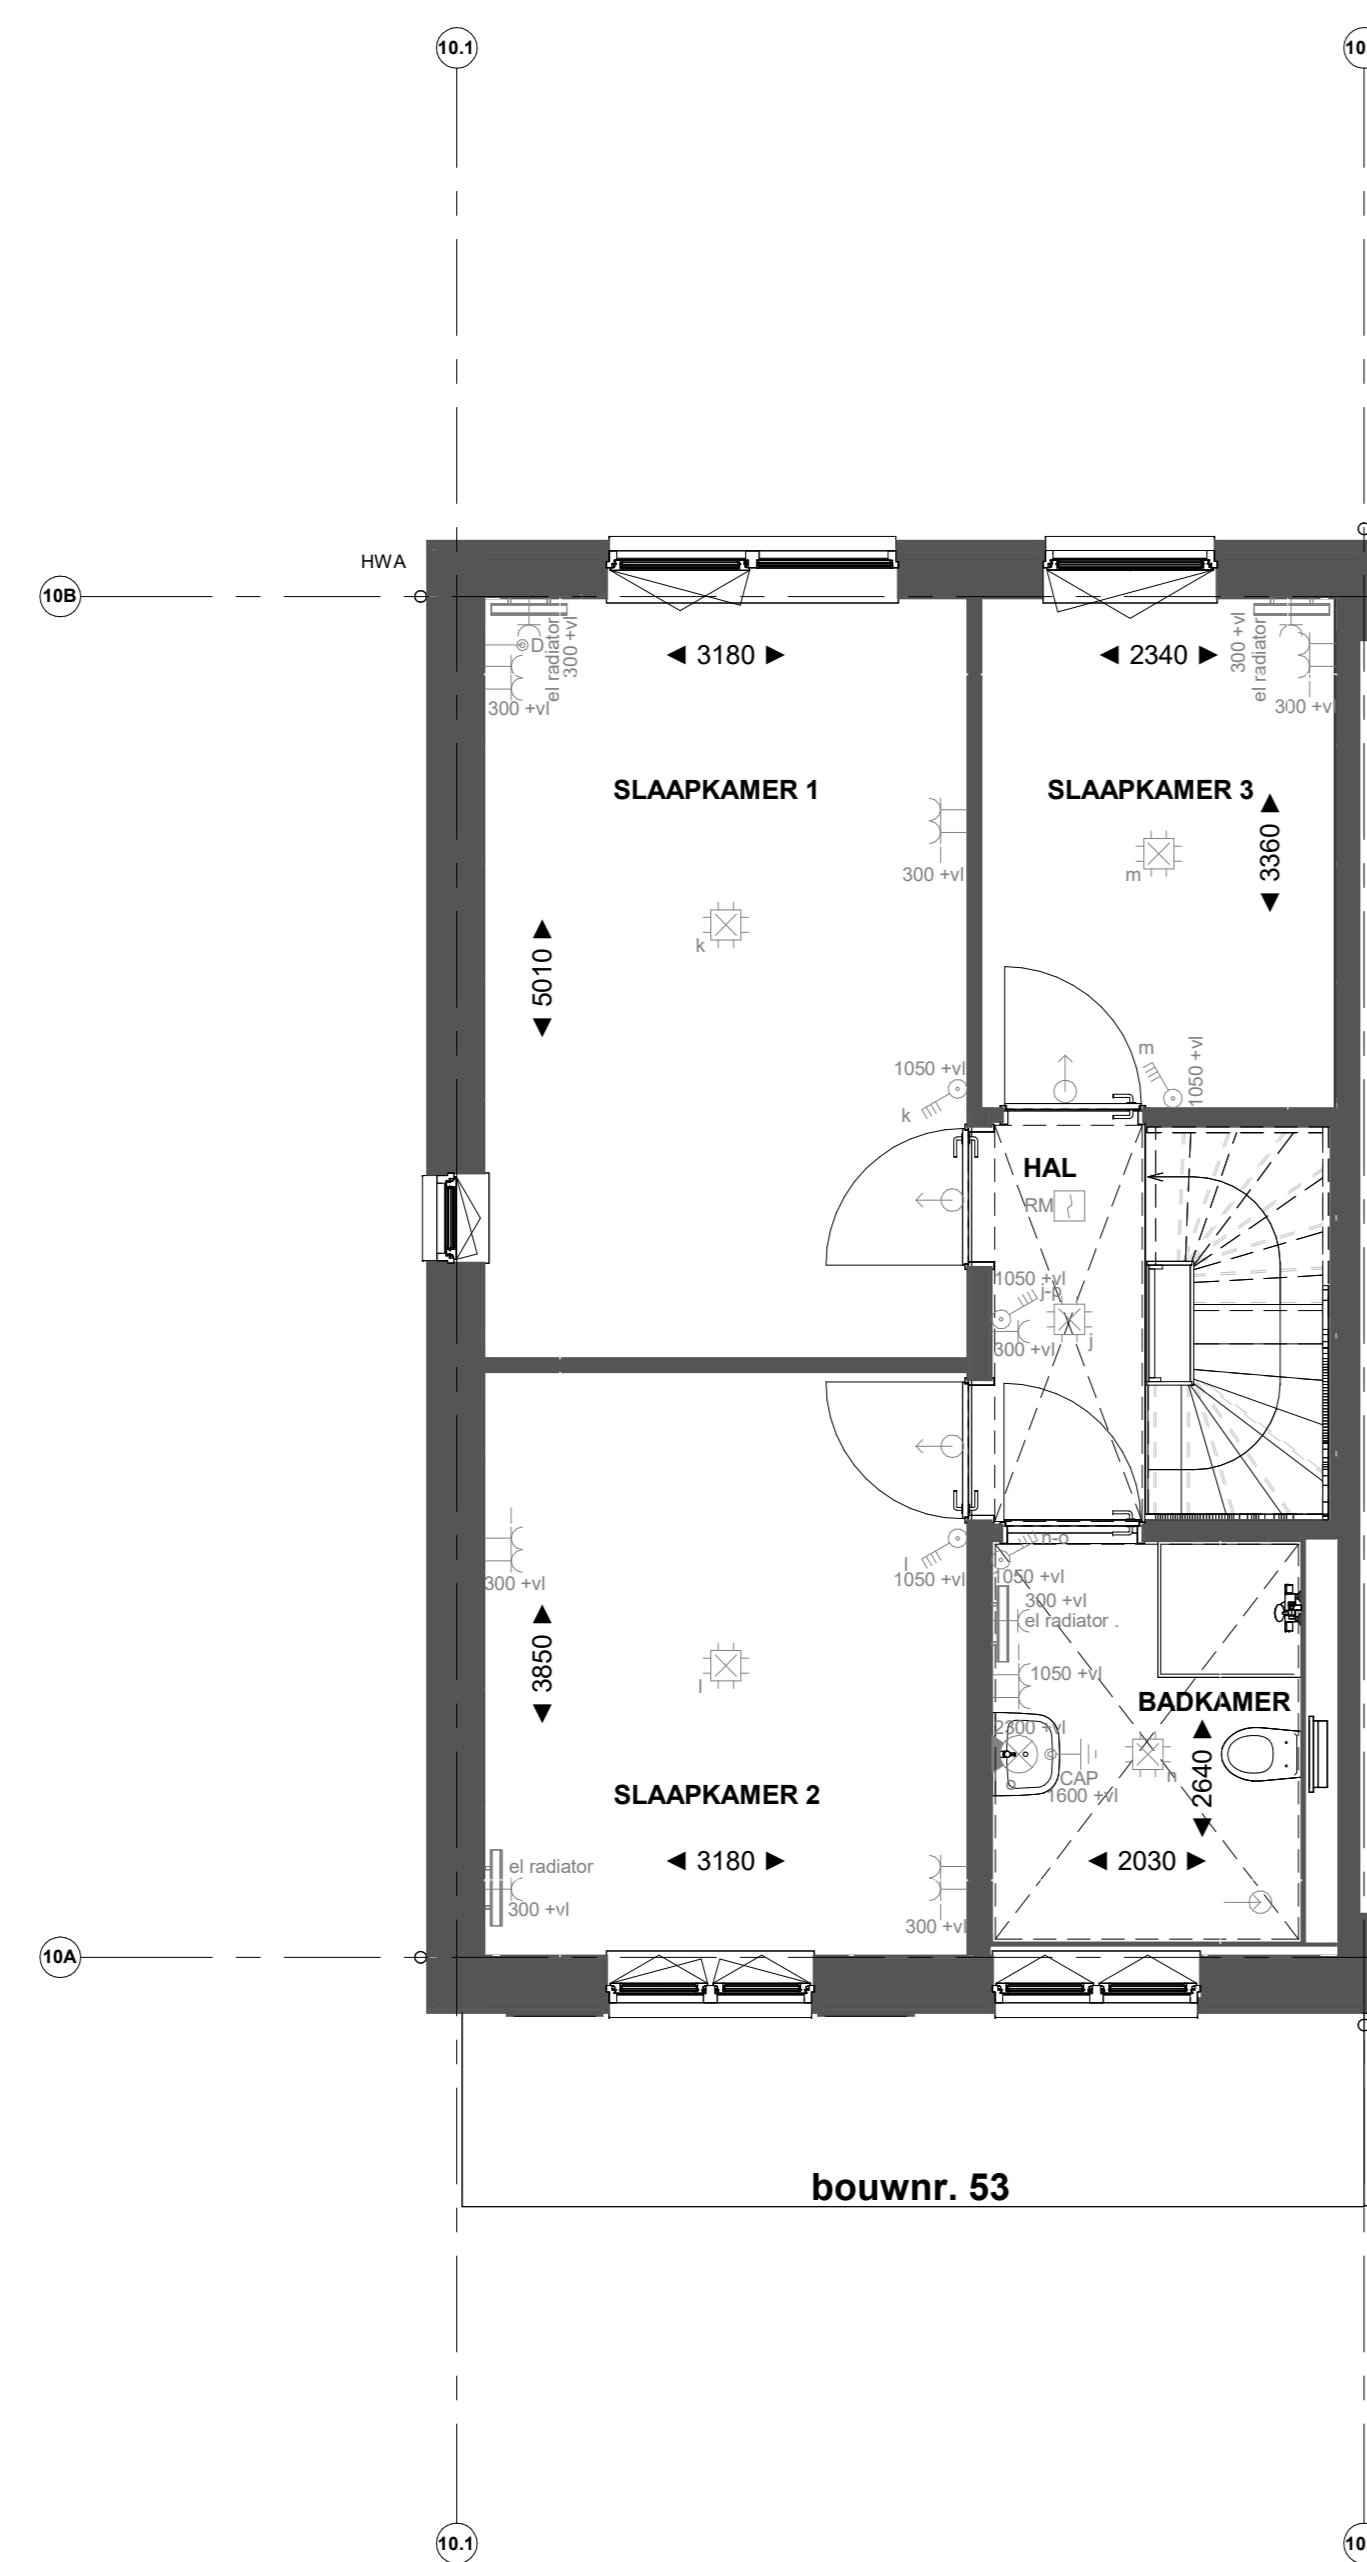 10.1
10.
HWA
10B
3180
2340
D
el radiator
300 +vl
300 +vl
300 +vl
el radiator
300 +vl
SLAAPKAMER 1
SLAAPKAMER 3
3360
300 +vl
m
k
5010
m
1050 +vl
1050 +vl
k
HAL
RM
1050 +vl
j-p
300 +vl
j
n-o
l
1050 +vl
1050 +vl
300 +vl
300 +vl
el radiator .
3850
l
1050 +vl
BADKAMER
2300 +vl
CAP
n
1600 +vl
2640
SLAAPKAMER 2
3180
2030
el radiator
300 +vl
300 +vl
10A
bouwnr. 53
10.1
10.